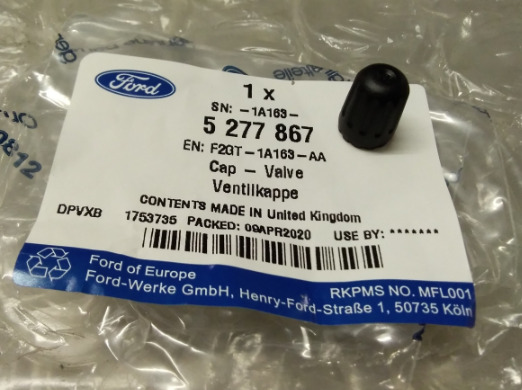 Ford
1 x
SN: -1A163-
5 277 867
EN: F2GT-1A163-AA
Cap - Valve
Ventilkappe
CONTENTS MADE IN United Kingdom
DPVXB 1753735 PACKED: 09APR2020 USE BY: *******
Ford of Europe
RKPMS NO. MFL001
Ford-Werke GmbH, Henry-Ford-Straße 1, 50735 Köln